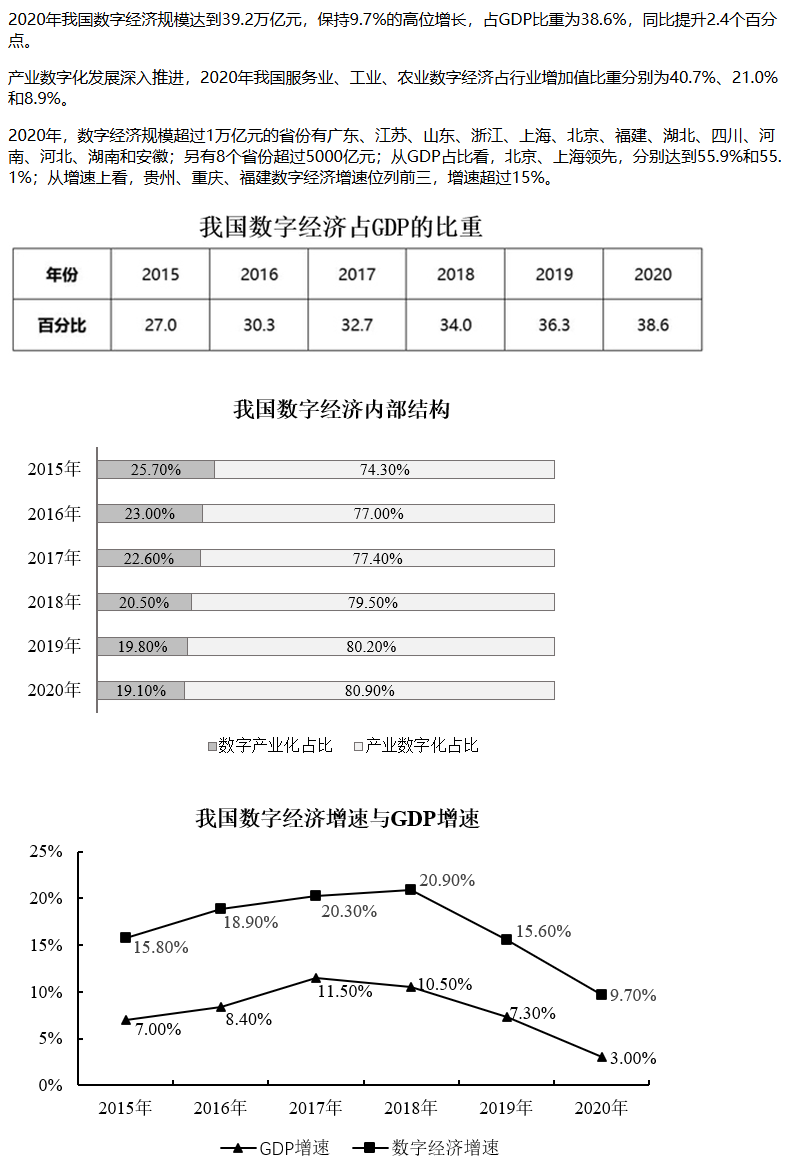 2020年我国数字经济规模达到39.2万亿元，保持9.7%的高位增长，占GDP比重为38.6%，同比提升2.4个百分
点。
产业数字化发展深入推进，2020年我国服务业、工业、农业数字经济占行业增加值比重分别为40.7%、21.0%
和8.9%。
2020年，数字经济规模超过1万亿元的省份有广东、江苏、山东、浙江、上海、北京、福建、湖北、四川、河
南、河北、湖南和安徽；另有8个省份超过5000亿元；从GDP占比看，北京、上海领先，分别达到55.9%和55.
1%；从增速上看，贵州、重庆、福建数字经济增速位列前三，增速超过15%。
我国数字经济占GDP的比重
年份 2015 2016 2017 2018 2019 2020
百分比 27.0 30.3 32.7 34.0 36.3 38.6
我国数字经济内部结构
2015年 25.70% 74.30%
2016年 23.00% 77.00%
2017年 22.60% 77.40%
2018年 20.50% 79.50%
2019年 19.80% 80.20%
2020年 19.10% 80.90%
数字产业化占比 产业数字化占比
我国数字经济增速与GDP增速
25%
20%
15%
10%
5%
0%
15.80% 18.90% 20.30% 20.90% 15.60% 9.70%
7.00% 8.40% 11.50% 10.50% 7.30% 3.00%
2015年 2016年 2017年 2018年 2019年 2020年
GDP增速 数字经济增速